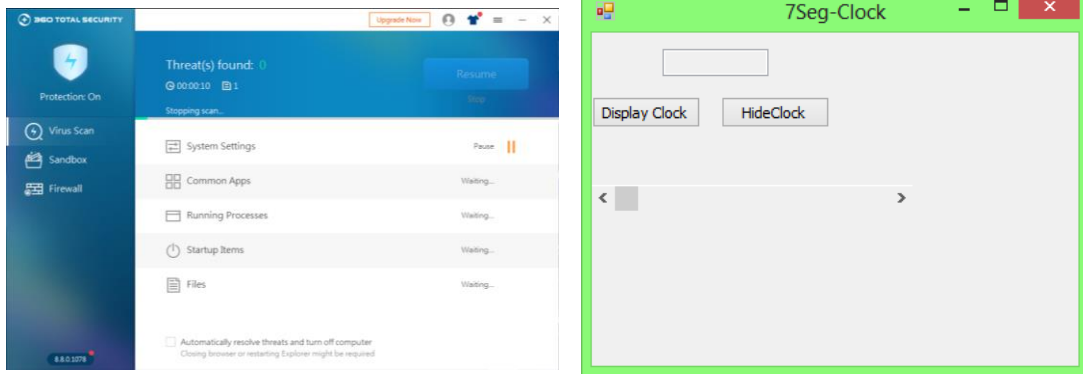 360 TOTAL SECURITY
Upgrade Now
Protection: On
Virus Scan
Sandbox
Firewall
8.8.0.1078
Threat(s) found: 0
00:00:10 1
Stopping scan...
Resume
Stop
System Settings Pause
Common Apps Waiting...
Running Processes Waiting...
Startup Items Waiting...
Files Waiting...
Automatically resolve threats and turn off computer
Closing browser or restarting Explorer might be required
7Seg-Clock
Display Clock HideClock